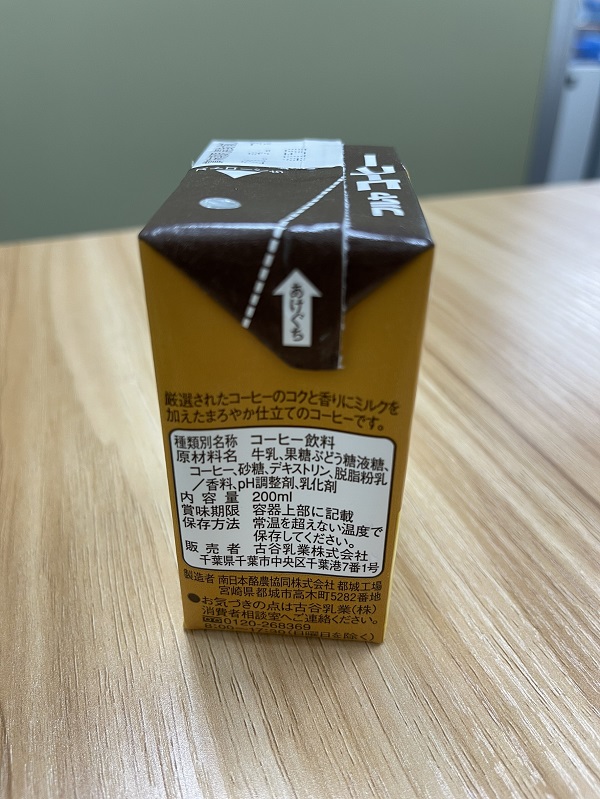 あけぐち
厳選されたコーヒーのコクと香りにミルクを
加えたまろやか仕立てのコーヒーです。
種類別名称 コーヒー飲料
原材料名 牛乳、果糖ぶどう糖液糖、
コーヒー、砂糖、デキストリン、脱脂粉乳
／香料、pH調整剤、乳化剤
内容量 200ml
賞味期限 容器上部に記載
保存方法 常温を超えない温度で
保存してください。
販売者 古谷乳業株式会社
千葉県千葉市中央区千葉港7番1号
製造者 南日本酪農協同株式会社 都城工場
宮崎県都城市高木町5282番地
●お気づきの点は古谷乳業(株)
消費者相談室へご連絡ください。
0120-268369
(日曜日を除く)